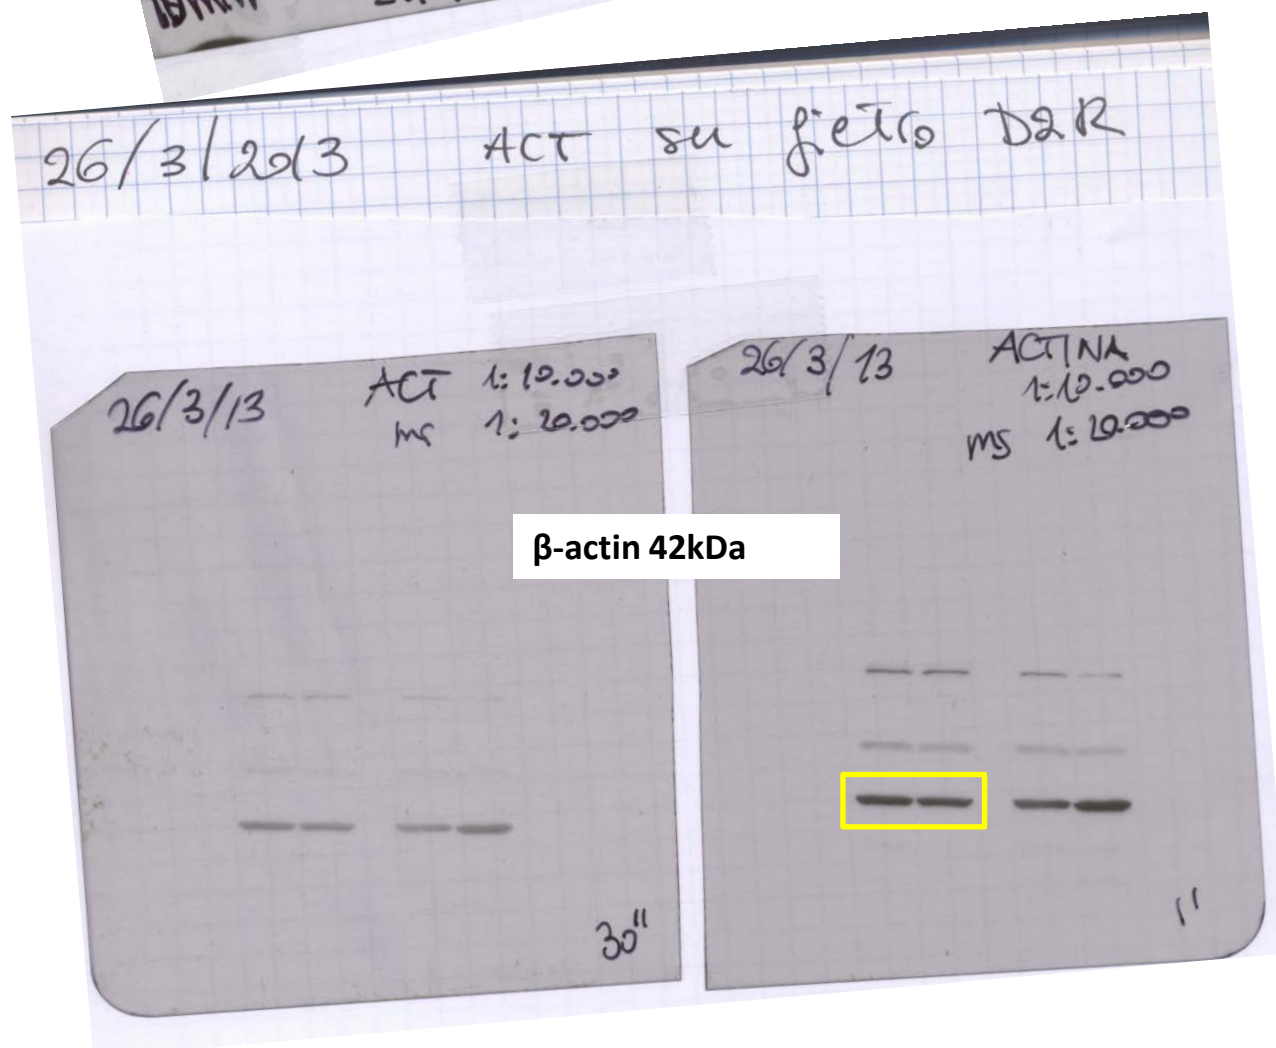 26/3/2013 ACT su fieltro D2R
26/3/13
ACT 1:10.000
ms 1:20.000
26/3/13
ACTINA
1:10.000
ms 1:20.000
β-actin 42kDa
30"
1'